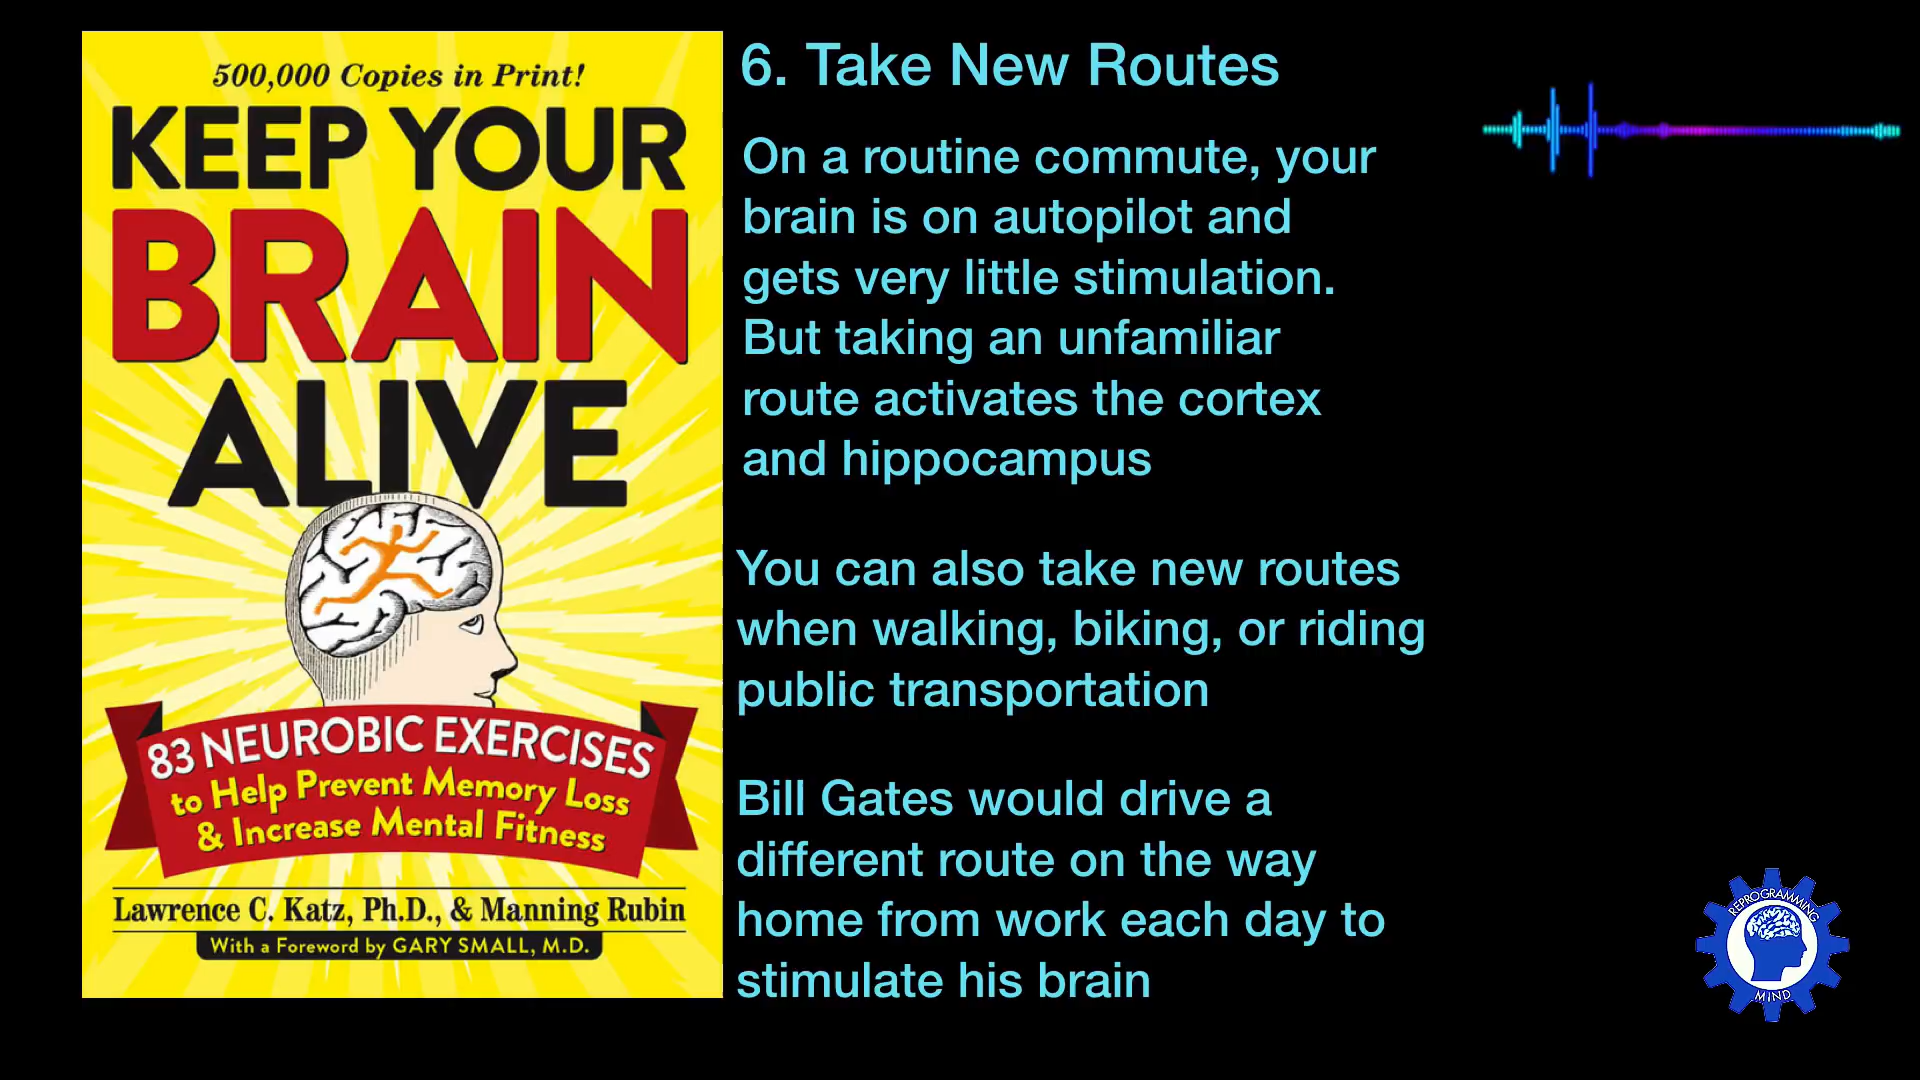 500,000 Copies in Print!
KEEP YOUR
BRAIN
ALIVE
83 NEUROBIC EXERCISES
to Help Prevent Memory Loss
& Increase Mental Fitness
Lawrence C. Katz, Ph.D., & Manning Rubin
With a Foreword by GARY SMALL, M.D.
6. Take New Routes
On a routine commute, your
brain is on autopilot and
gets very little stimulation.
But taking an unfamiliar
route activates the cortex
and hippocampus
You can also take new routes
when walking, biking, or riding
public transportation
Bill Gates would drive a
different route on the way
home from work each day to
stimulate his brain
REPROGRAMMING
MIND